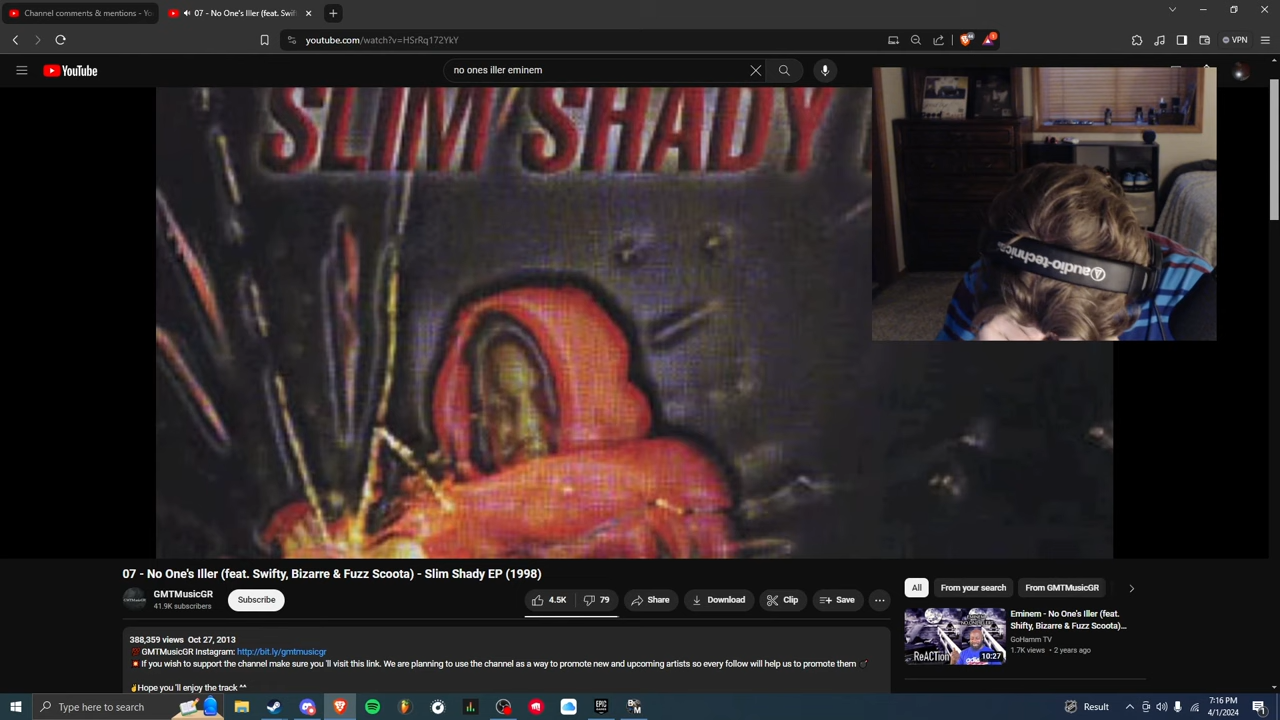 Channel comments & mentions - Yo
07 - No One's Iller (feat. Swift
youtube.com/watch?v=HSrRq172YkY
44
1
VPN
YouTube
no ones iller eminem
SLIM SHADY
audio-technica
07 - No One's Iller (feat. Swifty, Bizarre & Fuzz Scoota) - Slim Shady EP (1998)
GMTMusicGR
41.9K subscribers
Subscribe
4.5K
79
Share
Download
Clip
Save
All
From your search
From GMTMusicGR
388,359 views Oct 27, 2013
💯GMTMusicGR Instagram: http://bit.ly/gmtmusicgr
💥 If you wish to support the channel make sure you 'll visit this link. We are planning to use the channel as a way to promote new and upcoming artists so every follow will help us to promote them 🚀
✌Hope you 'll enjoy the track ^^
ReACTion
10:27
Eminem - No One's Iller (feat.
Shifty, Bizarre & Fuzz Scoota)...
GoHamm TV
1.7K views • 2 years ago
Type here to search
Result
7:16 PM
4/1/2024